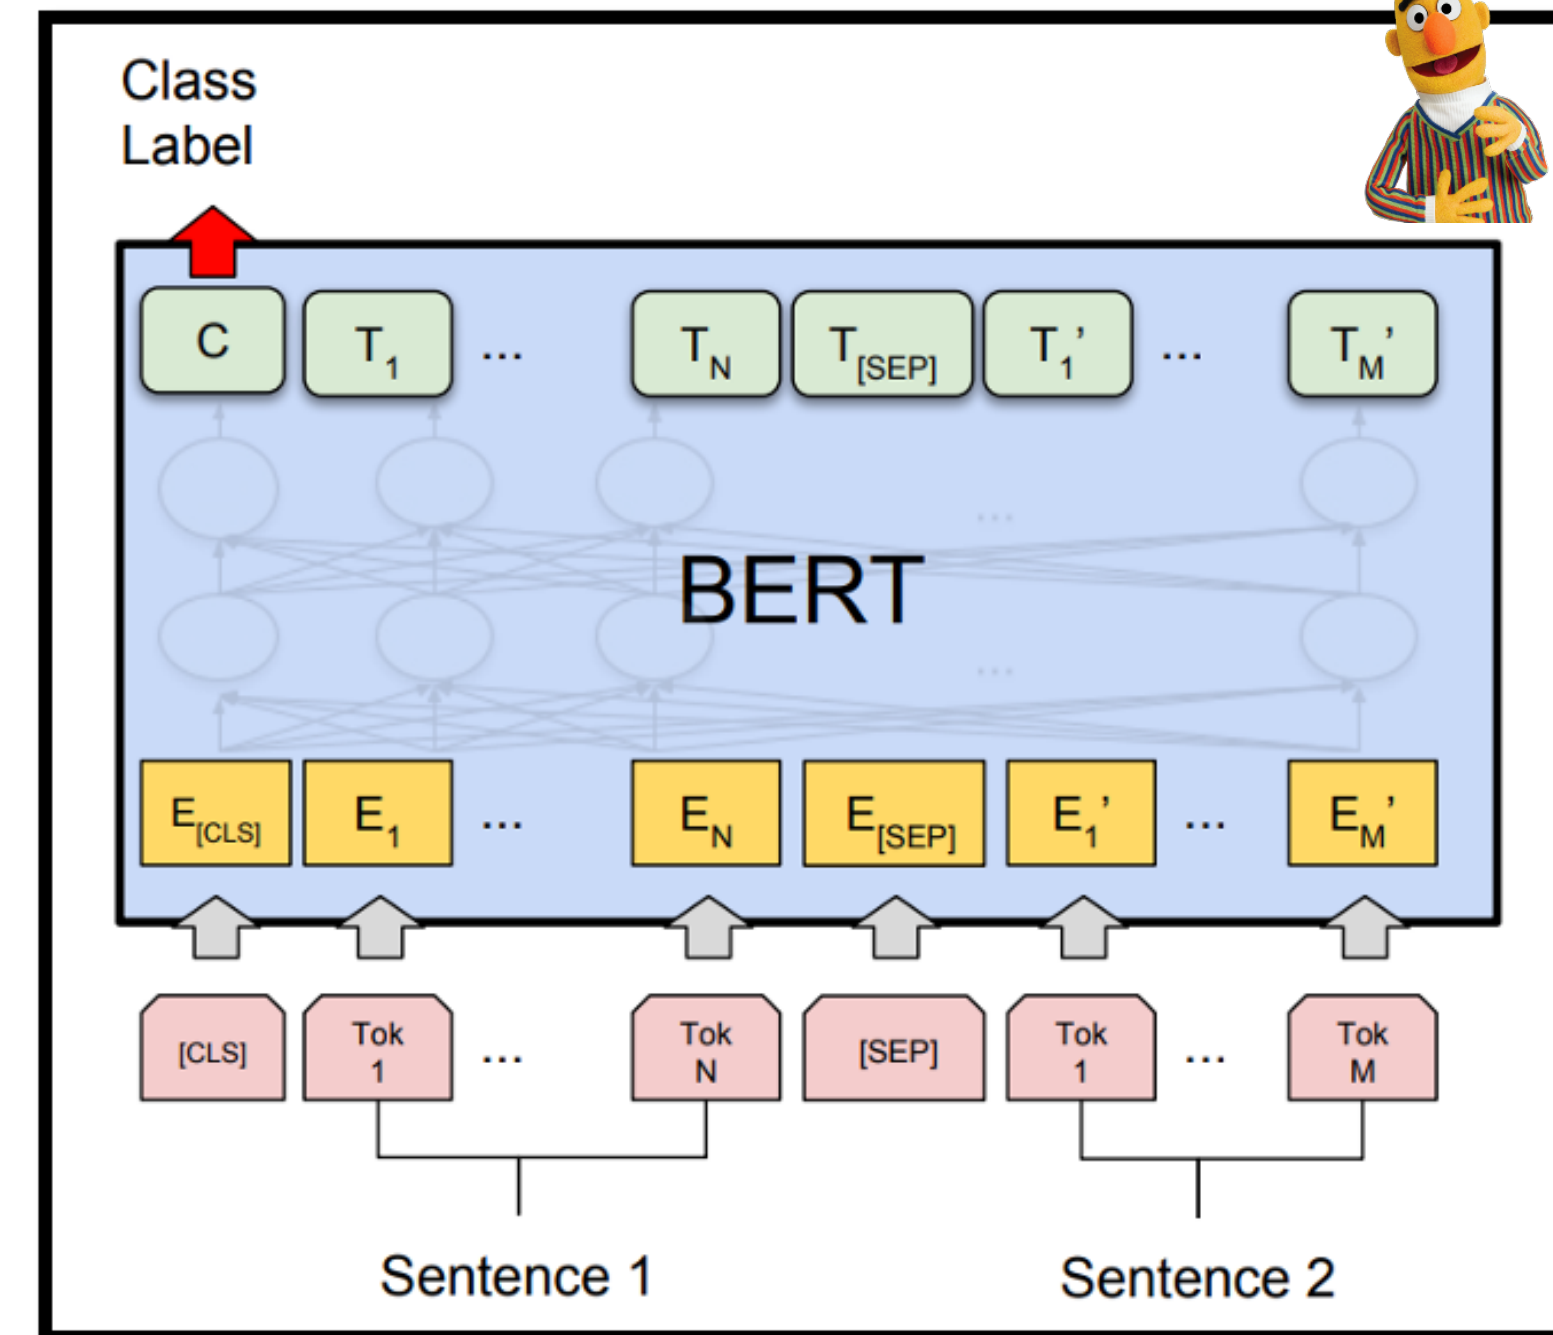 Class
Label
C T1 ... TN T[SEP] T1’ ... TM’
...
BERT
...
E[CLS] E1 ... EN E[SEP] E1’ ... EM’
[CLS] Tok 1 ... Tok N [SEP] Tok 1 ... Tok M
Sentence 1 Sentence 2